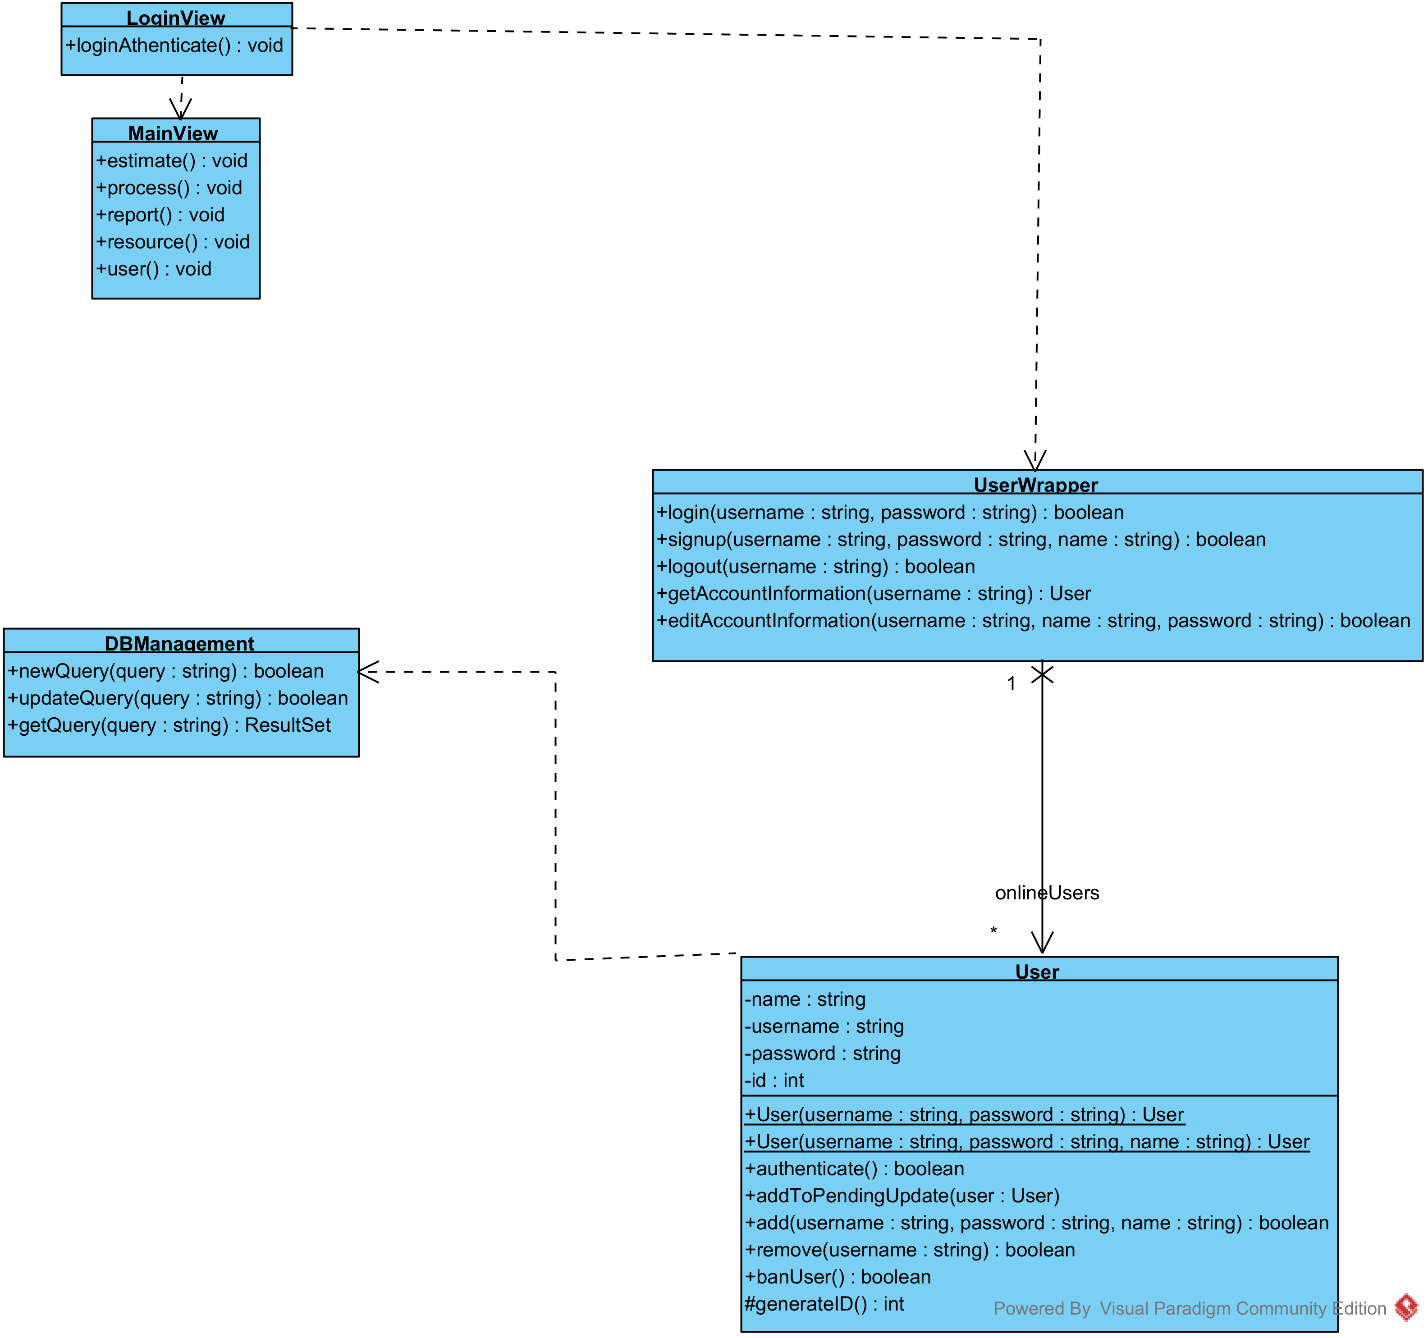 LoginView
+loginAthenticate() : void
MainView
+estimate() : void
+process() : void
+report() : void
+resource() : void
+user() : void
UserWrapper
+login(username : string, password : string) : boolean
+signup(username : string, password : string, name : string) : boolean
+logout(username : string) : boolean
+getAccountInformation(username : string) : User
+editAccountInformation(username : string, name : string, password : string) : boolean
DBManagement
+newQuery(query : string) : boolean
+updateQuery(query : string) : boolean
+getQuery(query : string) : ResultSet
1
onlineUsers
*
User
-name : string
-username : string
-password : string
-id : int
+User(username : string, password : string) : User
+User(username : string, password : string, name : string) : User
+authenticate() : boolean
+addToPendingUpdate(user : User)
+add(username : string, password : string, name : string) : boolean
+remove(username : string) : boolean
+banUser() : boolean
#generateID() : int
Powered By Visual Paradigm Community Edition